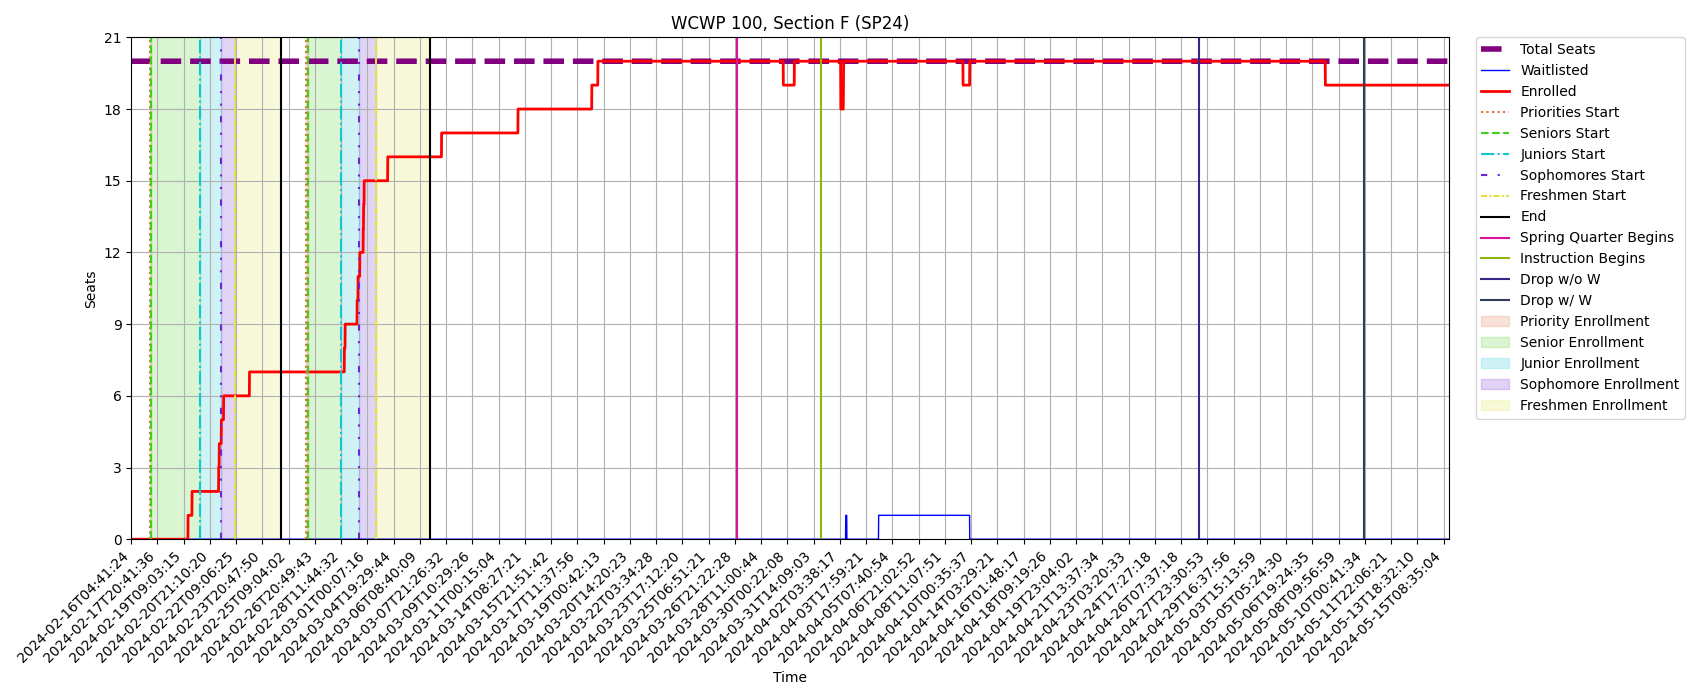 WCWP 100, Section F (SP24)
21
18
15
12
9
6
3
0
Seats
2024-02-16T04:41:24
2024-02-17T20:41:36
2024-02-19T09:03:15
2024-02-20T21:10:20
2024-02-22T09:06:25
2024-02-23T20:47:50
2024-02-25T09:04:02
2024-02-26T20:49:43
2024-02-28T11:44:32
2024-03-01T00:07:16
2024-03-04T19:29:44
2024-03-06T08:40:09
2024-03-07T21:26:32
2024-03-09T10:29:26
2024-03-11T00:15:04
2024-03-14T08:27:21
2024-03-15T21:51:42
2024-03-17T11:37:56
2024-03-19T00:42:13
2024-03-20T14:20:23
2024-03-22T03:34:28
2024-03-23T17:12:20
2024-03-25T06:51:21
2024-03-26T21:22:28
2024-03-28T11:00:44
2024-03-30T00:22:08
2024-03-31T14:09:03
2024-04-02T03:38:17
2024-04-03T17:59:21
2024-04-05T07:40:54
2024-04-06T21:02:52
2024-04-08T11:07:51
2024-04-10T00:35:37
2024-04-14T03:29:21
2024-04-16T01:48:17
2024-04-18T09:19:26
2024-04-19T23:04:02
2024-04-21T13:37:34
2024-04-23T03:20:33
2024-04-24T17:27:18
2024-04-26T07:37:18
2024-04-27T23:30:53
2024-04-29T16:37:56
2024-05-03T15:13:59
2024-05-05T05:24:30
2024-05-06T19:24:35
2024-05-08T09:56:59
2024-05-10T00:41:34
2024-05-11T22:06:21
2024-05-13T18:32:10
2024-05-15T08:35:04
Time
Total Seats
Waitlisted
Enrolled
Priorities Start
Seniors Start
Juniors Start
Sophomores Start
Freshmen Start
End
Spring Quarter Begins
Instruction Begins
Drop w/o W
Drop w/ W
Priority Enrollment
Senior Enrollment
Junior Enrollment
Sophomore Enrollment
Freshmen Enrollment